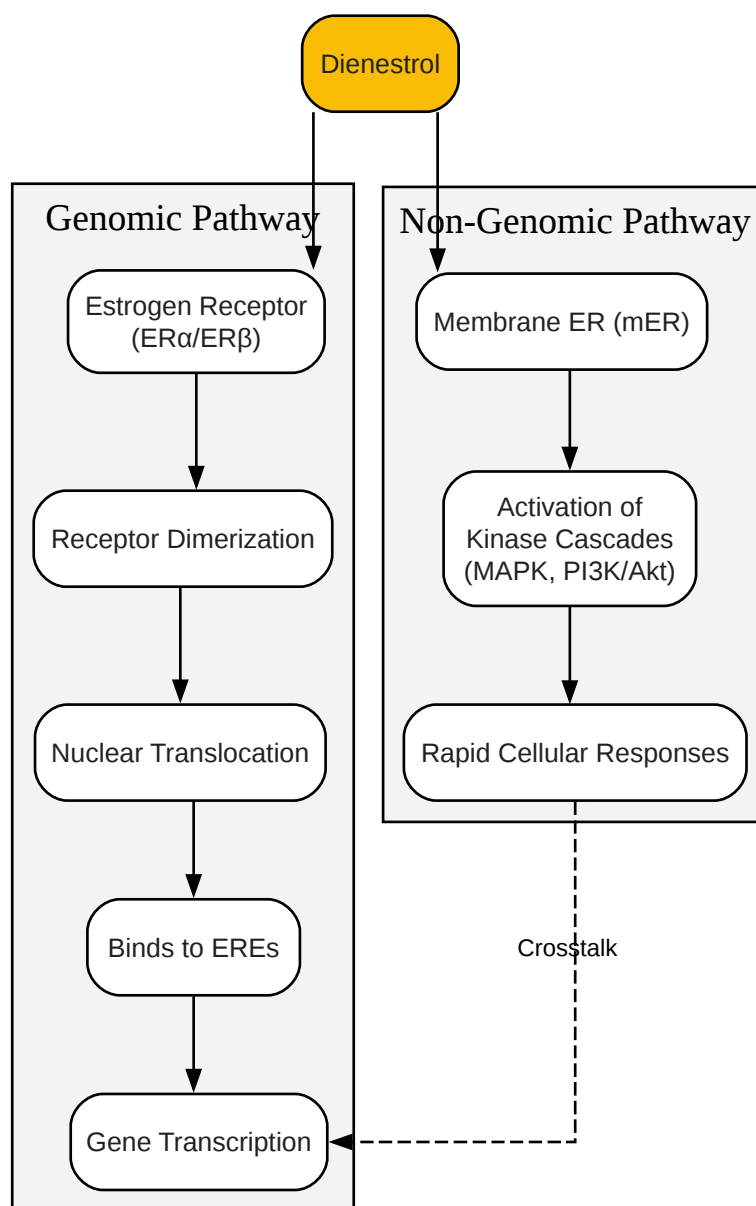 Dienestrol
Genomic Pathway
Estrogen Receptor
(ERα/ERβ)
Receptor Dimerization
Nuclear Translocation
Binds to EREs
Gene Transcription
Non-Genomic Pathway
Membrane ER (mER)
Activation of
Kinase Cascades
(MAPK, PI3K/Akt)
Rapid Cellular Responses
Crosstalk